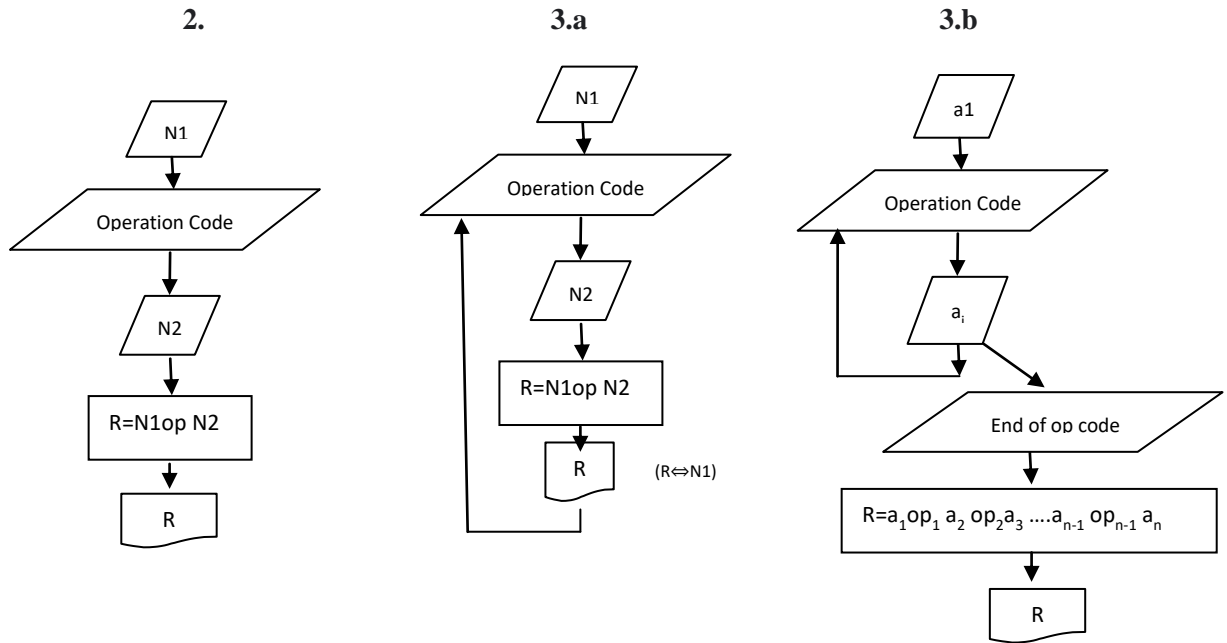 2.
N1
Operation Code
N2
R=N1op N2
R
3.a
N1
Operation Code
N2
R=N1op N2
R
(R⇔N1)
3.b
a1
Operation Code
aᵢ
End of op code
R=a₁op₁ a₂ op₂a₃ ....aₙ₋₁ opₙ₋₁ aₙ
R